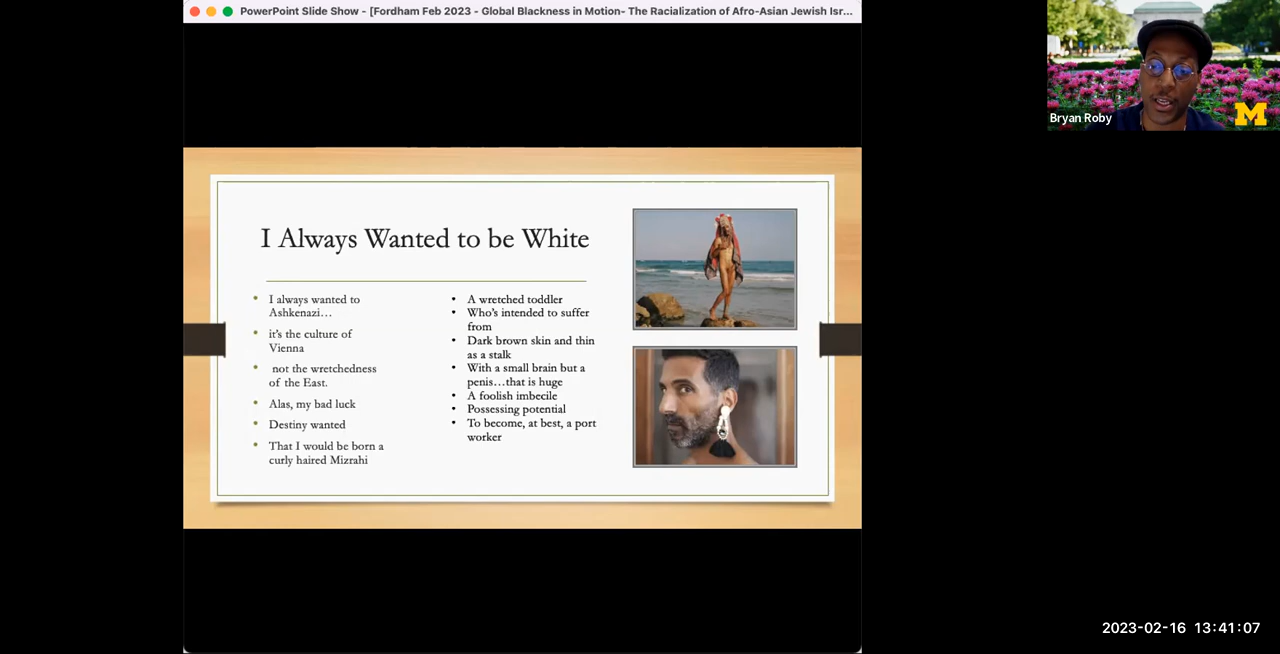 PowerPoint Slide Show - [Fordham Feb 2023 - Global Blackness in Motion- The Racialization of Afro-Asian Jewish Isr...
Bryan Roby
M
I Always Wanted to be White
• I always wanted to
Ashkenazi…
• it's the culture of
Vienna
• not the wretchedness
of the East.
• Alas, my bad luck
• Destiny wanted
• That I would be born a
curly haired Mizrahi
• A wretched toddler
• Who's intended to suffer
from
• Dark brown skin and thin
as a stalk
• With a small brain but a
penis…that is huge
• A foolish imbecile
• Possessing potential
• To become, at best, a port
worker
2023-02-16 13:41:07